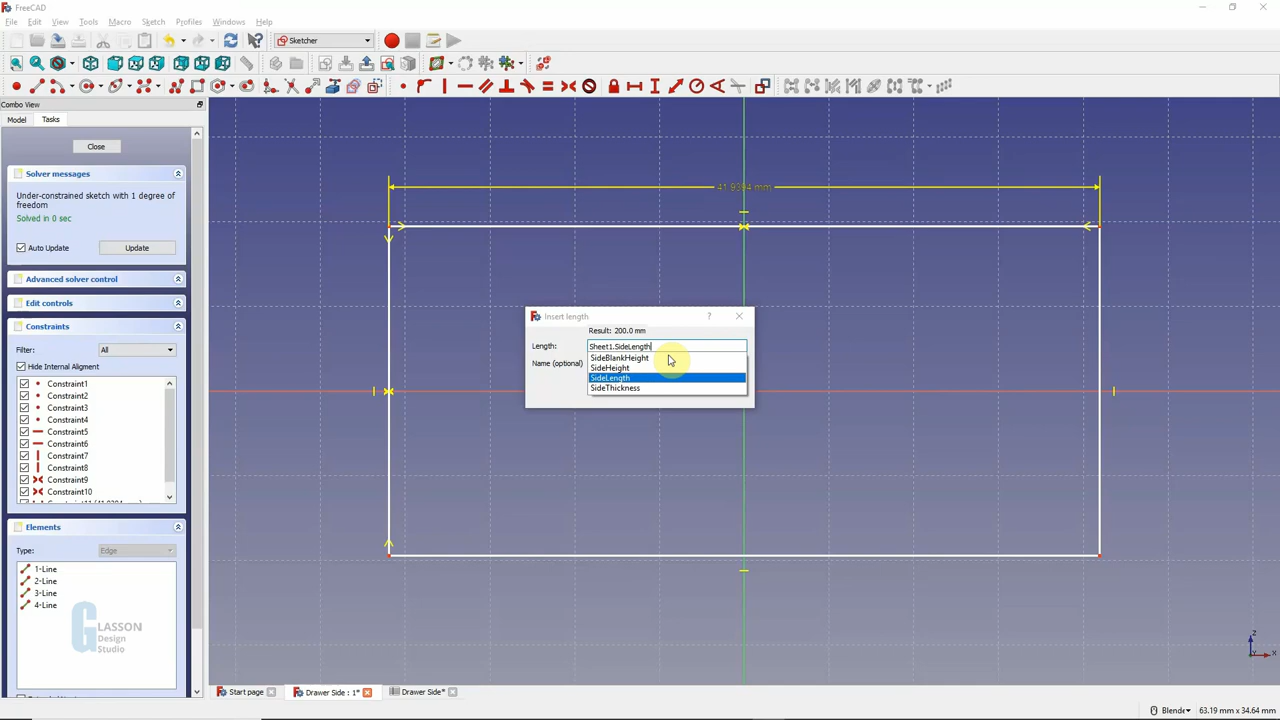 FreeCAD
File Edit View Tools Macro Sketch Profiles Windows Help
Sketcher
Combo View
Model Tasks
Close
Solver messages
Under-constrained sketch with 1 degree of
freedom
Solved in 0 sec
Auto Update Update
Advanced solver control
Edit controls
Constraints
Filter: All
Hide Internal Alignment
Constraint1
Constraint2
Constraint3
Constraint4
Constraint5
Constraint6
Constraint7
Constraint8
Constraint9
Constraint10
Elements
Type: Edge
1-Line
2-Line
3-Line
4-Line
GLASSON
Design
Studio
41.9394 mm
Insert length ?
Result: 200.0 mm
Length: Sheet1.SideLength
Name (optional)
SideBlankHeight
SideHeight
SideLength
SideThickness
Start page Drawer Side : 1* Drawer Side*
Blender 63.19 mm x 34.64 mm